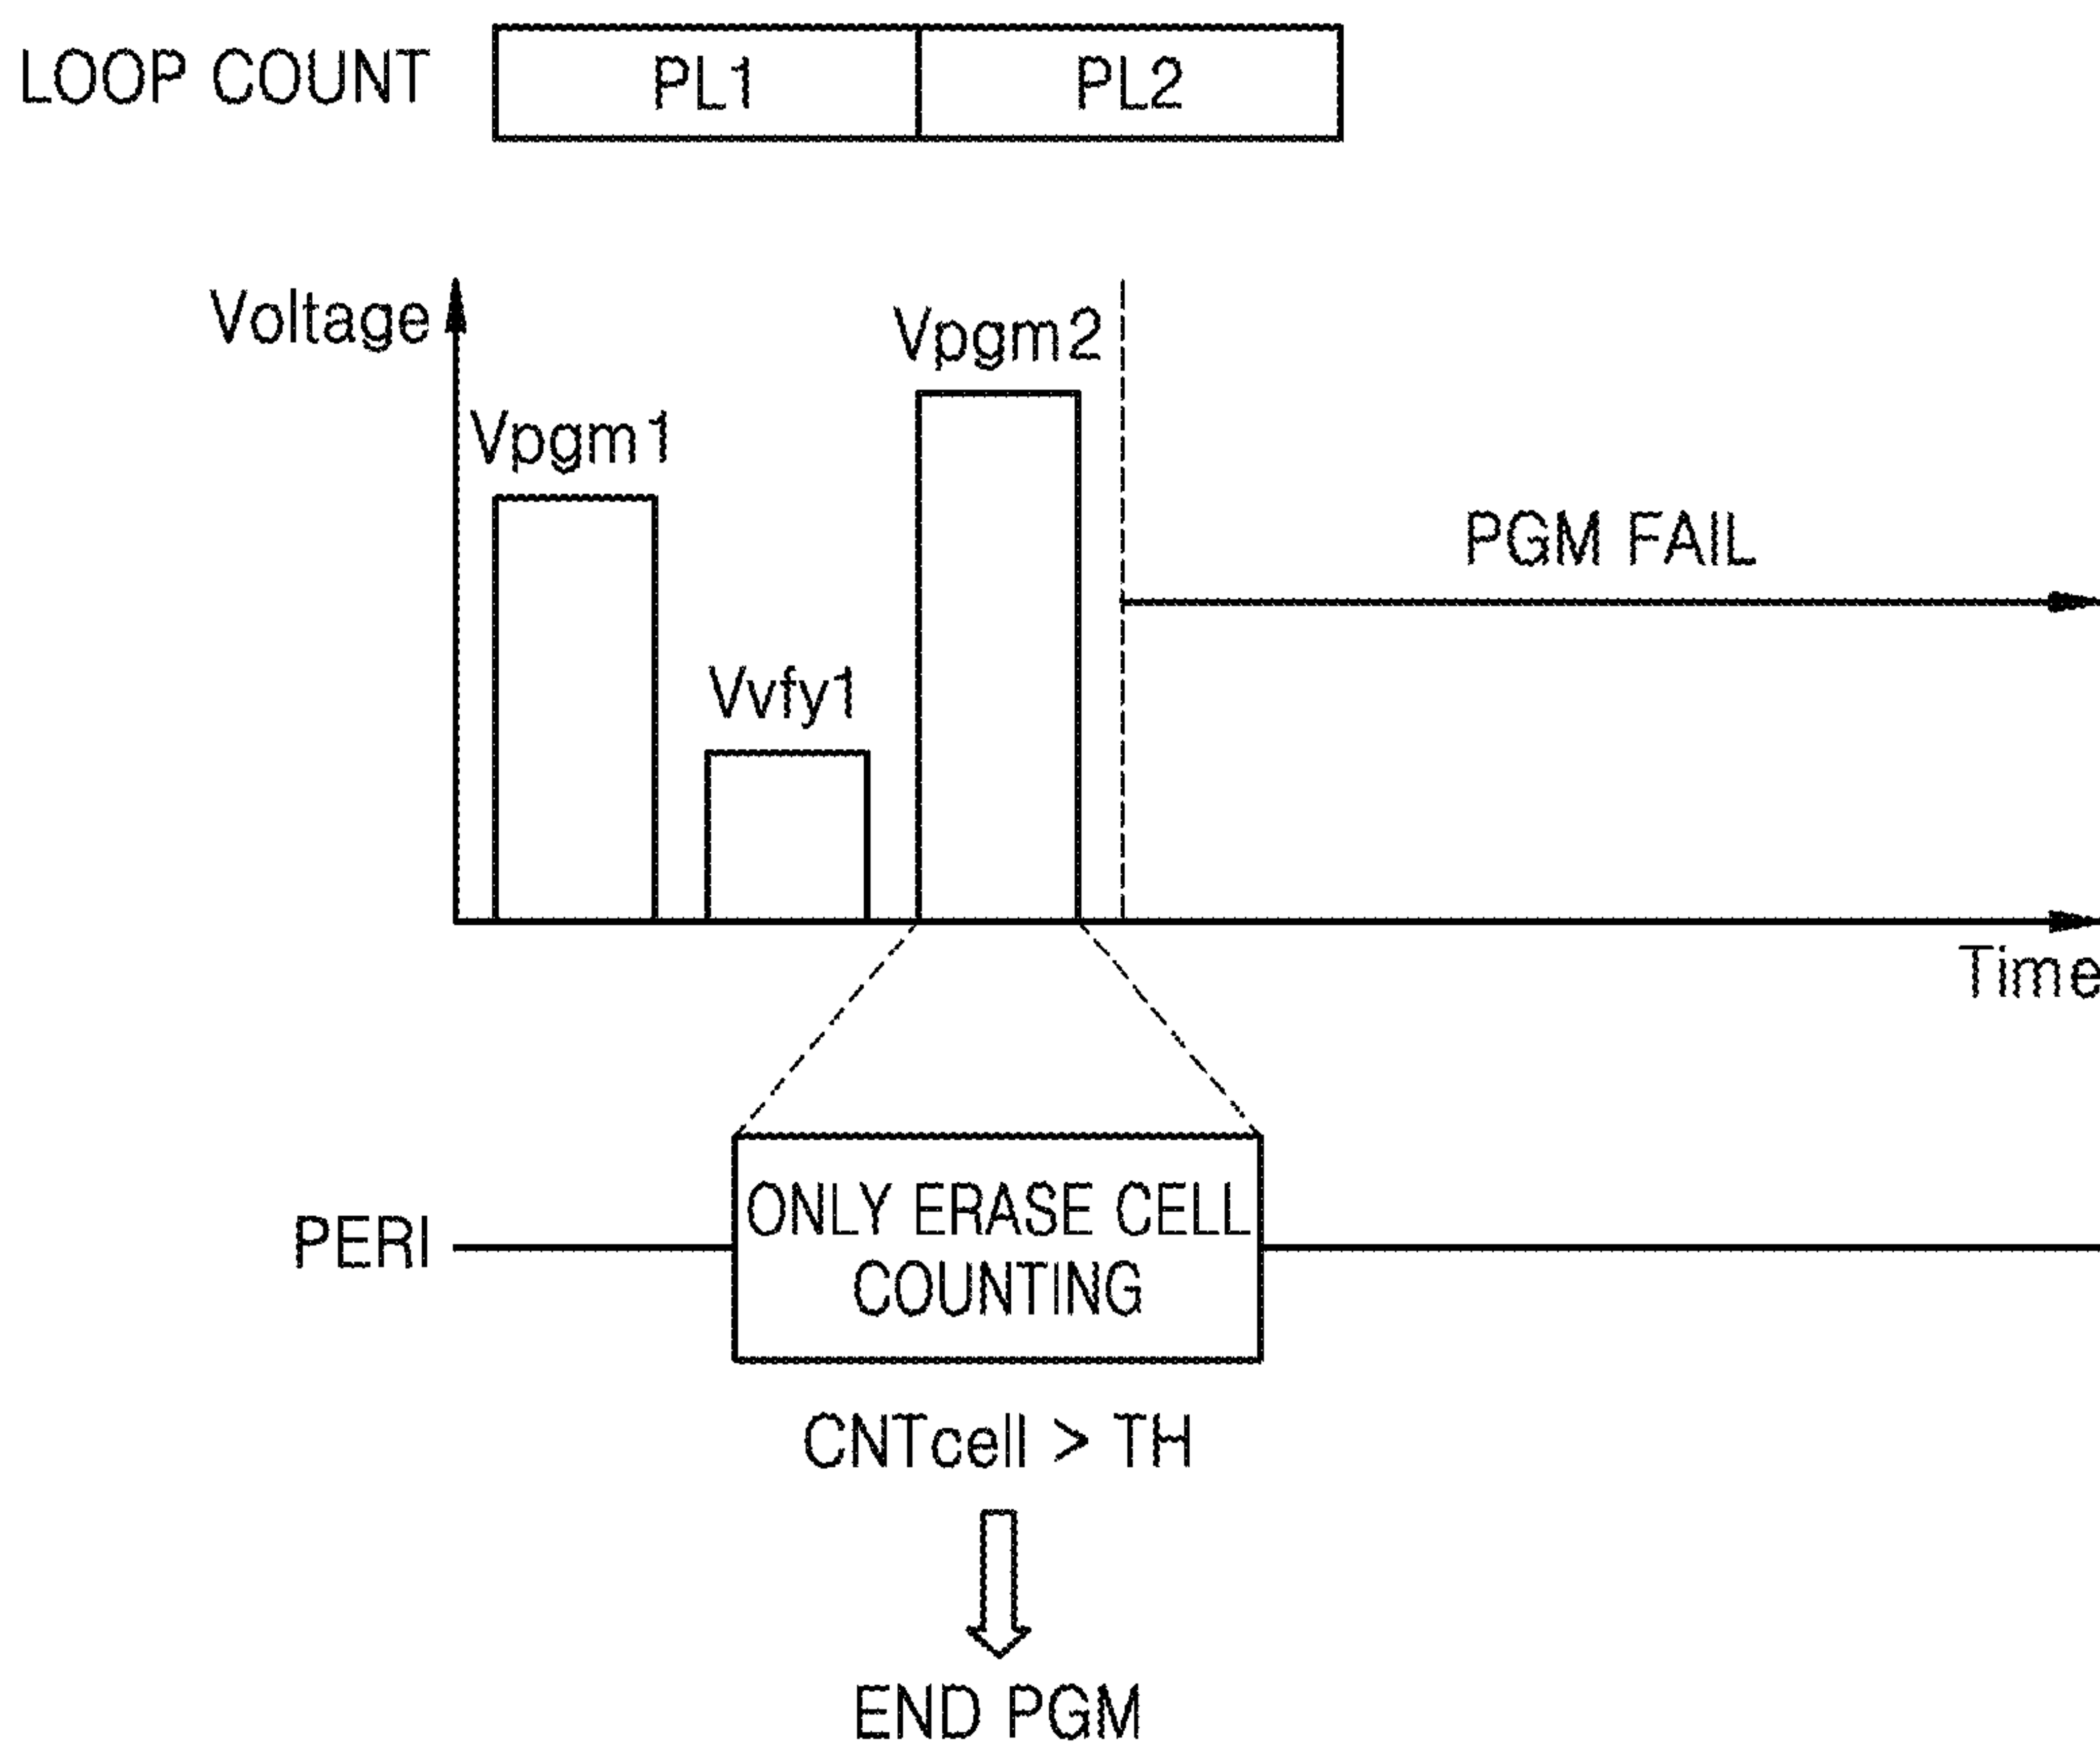 LOOP COUNT PL1 PL2
Voltage
Vpgm1
Vvfy1
Vpgm2
PGM FAIL
Time
PERI
ONLY ERASE CELL
COUNTING
CNTcell > TH
END PGM